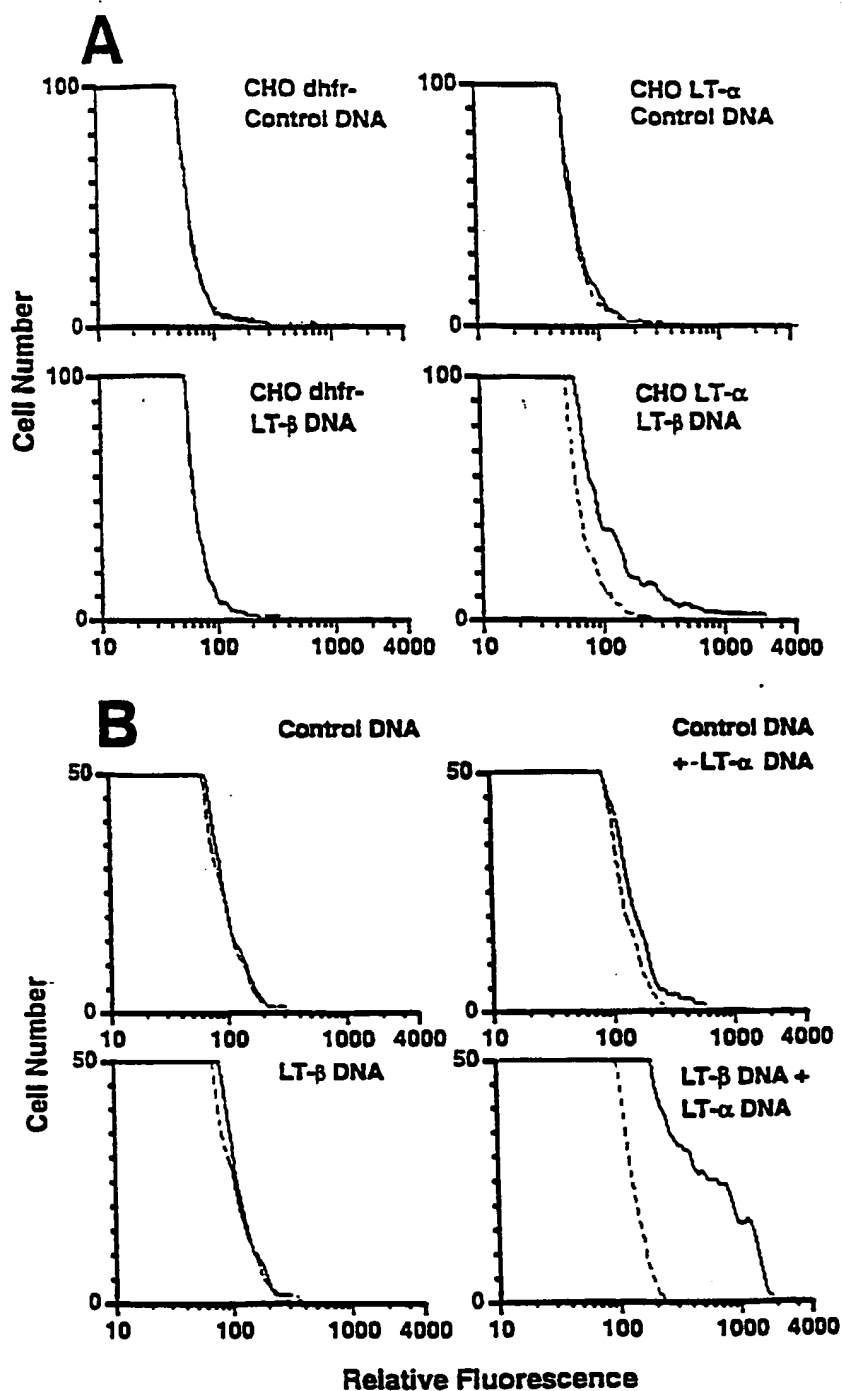 A
100
CHO dhfr-
Control DNA
0
100
CHO LT-α
Control DNA
0
Cell Number
100
CHO dhfr-
LT-β DNA
0
10 100 1000 4000
100
CHO LT-α
LT-β DNA
0
10 100 1000 4000
B
Control DNA
50
0
10 100 1000 4000
Control DNA
+-LT-α DNA
50
0
10 100 1000 4000
Cell Number
50
LT-β DNA
0
10 100 1000 4000
50
LT-β DNA +
LT-α DNA
0
10 100 1000 4000
Relative Fluorescence